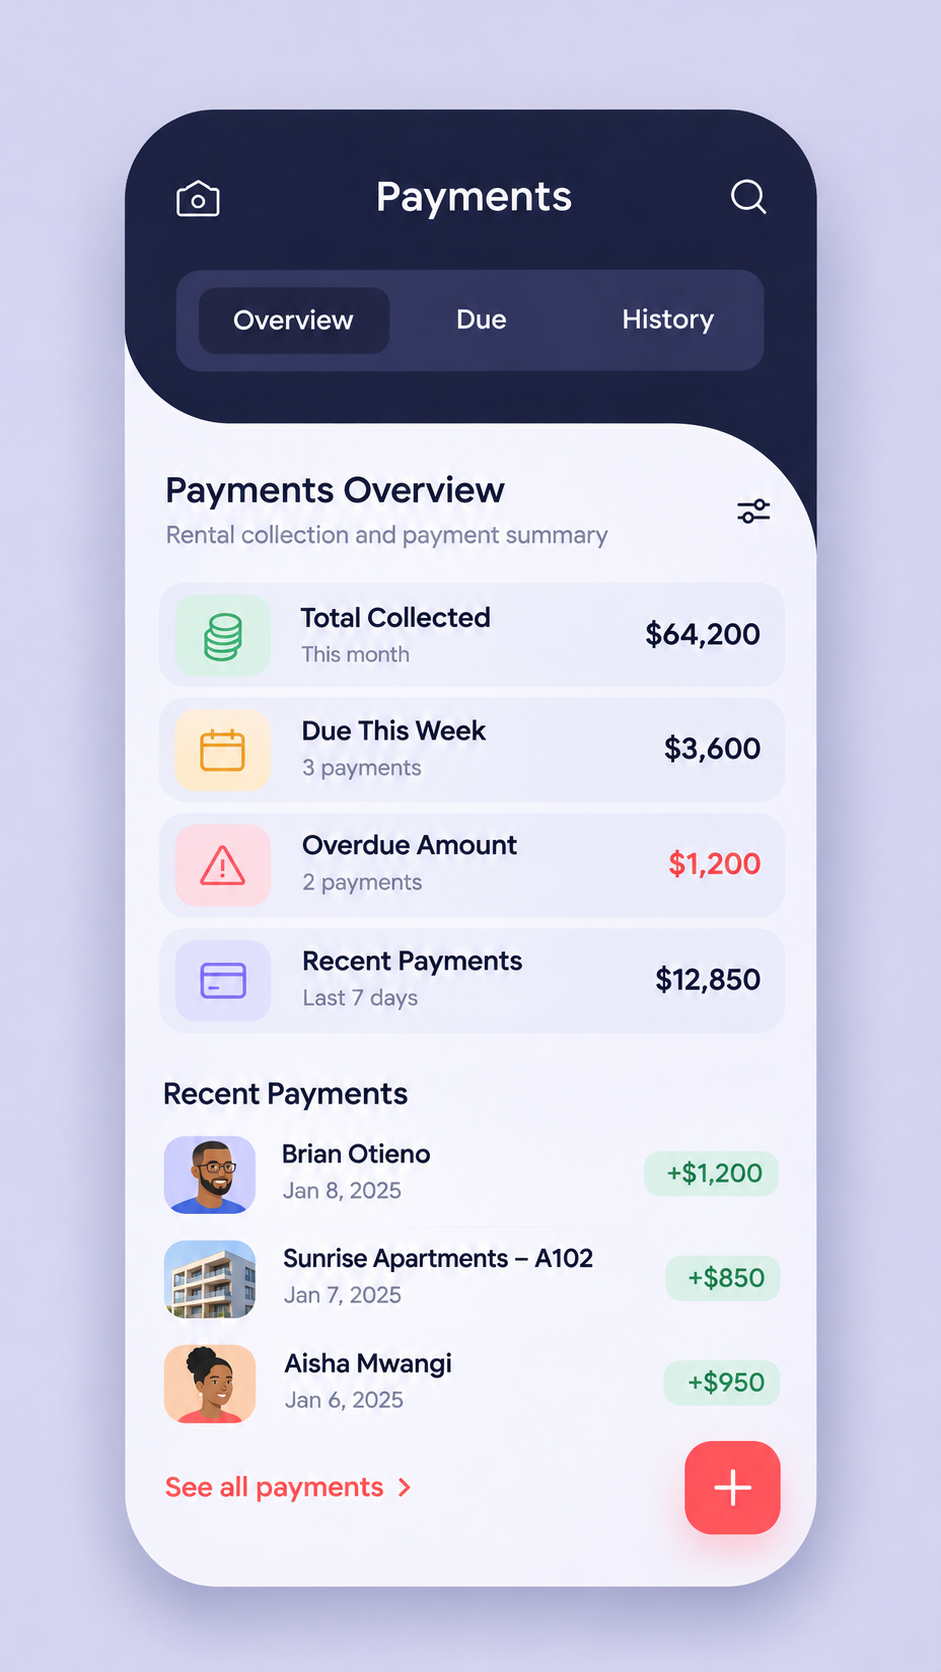 Payments
Overview Due History
Payments Overview
Rental collection and payment summary
Total Collected
$64,200
This month
Due This Week
$3,600
3 payments
Overdue Amount
$1,200
2 payments
Recent Payments
$12,850
Last 7 days
Recent Payments
Brian Otieno
+$1,200
Jan 8, 2025
Sunrise Apartments – A102
+$850
Jan 7, 2025
Aisha Mwangi
+$950
Jan 6, 2025
See all payments